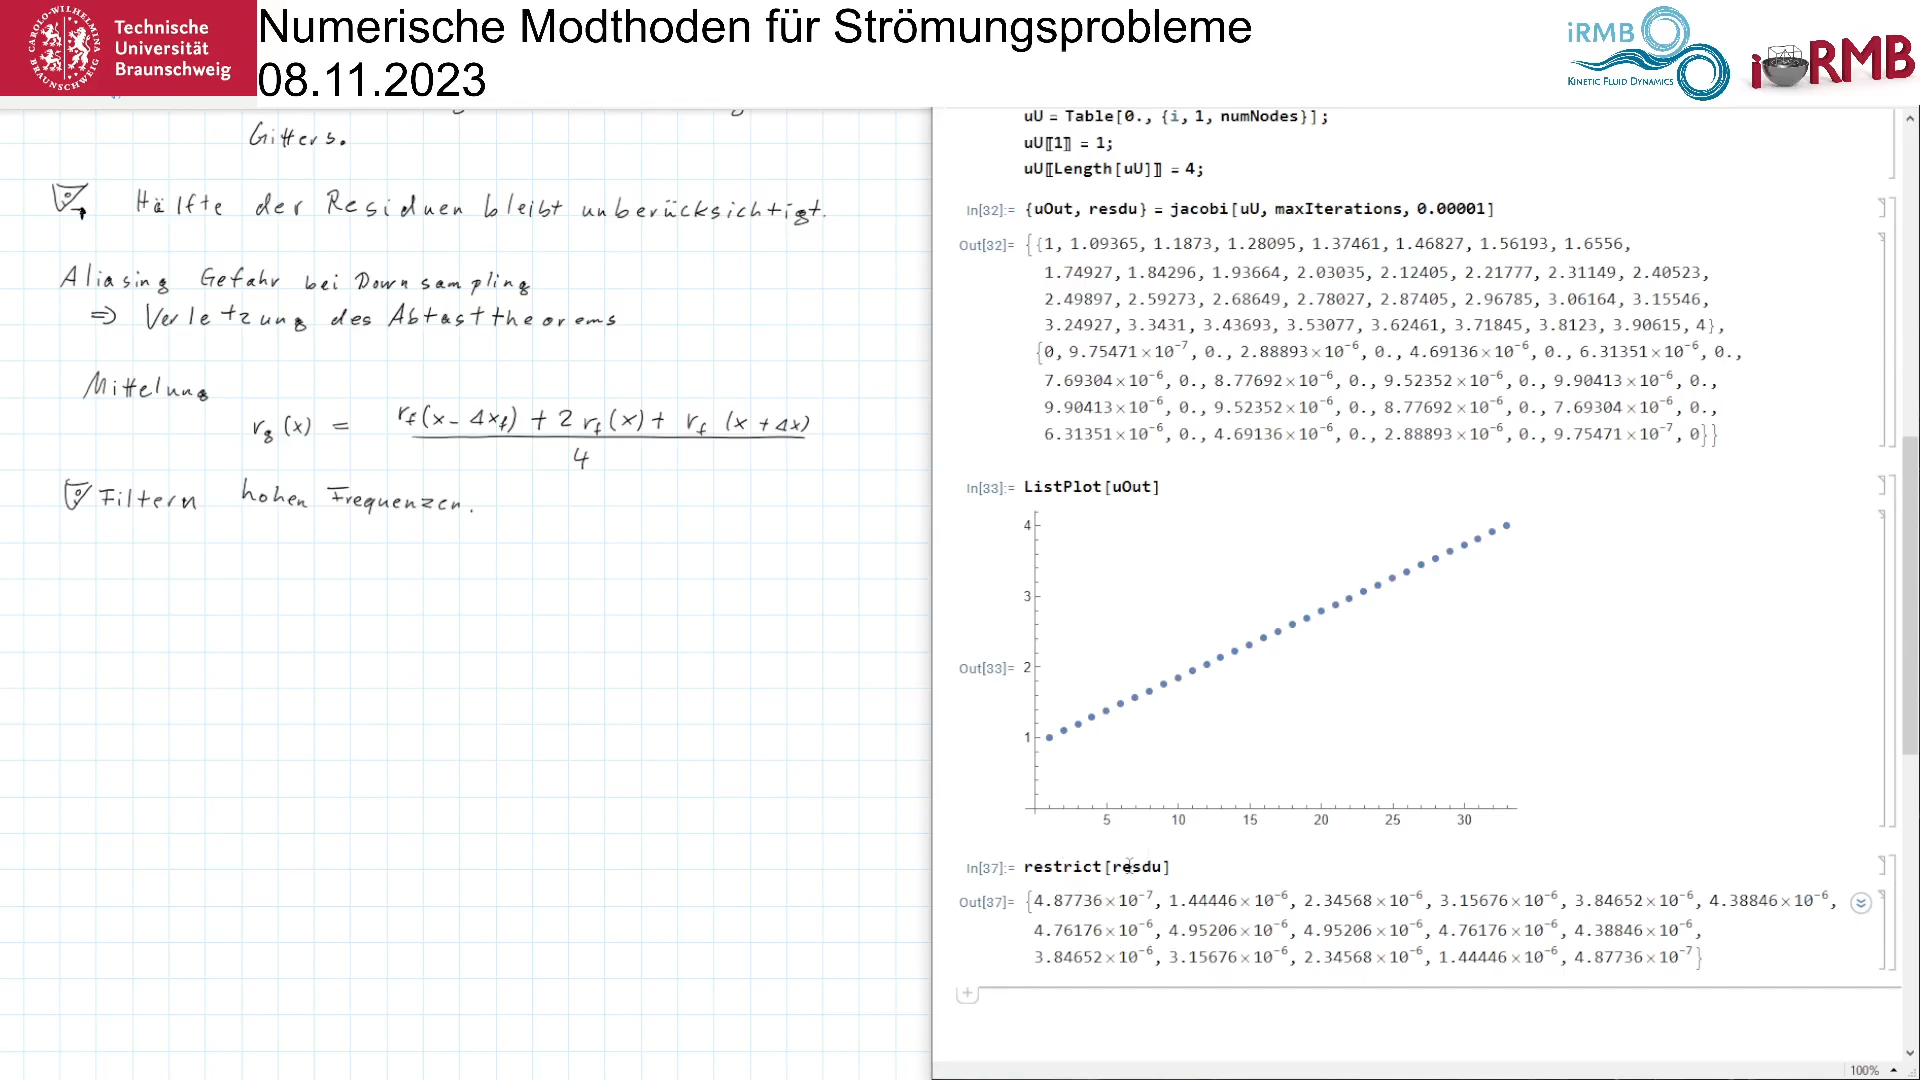 Technische
Universität
Braunschweig
Numerische Modthoden für Strömungsprobleme
08.11.2023
iRMB
KINETIC FLUID DYNAMICS
iRMB
Gitters.
Hälfte der Residuen bleibt unberücksichtigt.
Aliasing Gefahr bei Downsampling
=> Verletzung des Abtasttheorems
Mittelung
r_g (x) = (r_f(x - Δx_f) + 2 r_f(x) + r_f (x + Δx)) / 4
Filtern hohen Frequenzen.
uU = Table[0., {i, 1, numNodes}];
uU[[1]] = 1;
uU[[Length[uU]]] = 4;
In[32]:= {uOut, resdu} = jacobi[uU, maxIterations, 0.00001]
Out[32]= {{1, 1.09365, 1.1873, 1.28095, 1.37461, 1.46827, 1.56193, 1.6556,
1.74927, 1.84296, 1.93664, 2.03035, 2.12405, 2.21777, 2.31149, 2.40523,
2.49897, 2.59273, 2.68649, 2.78027, 2.87405, 2.96785, 3.06164, 3.15546,
3.24927, 3.3431, 3.43693, 3.53077, 3.62461, 3.71845, 3.8123, 3.90615, 4},
{0, 9.75471×10⁻⁷, 0., 2.88893×10⁻⁶, 0., 4.69136×10⁻⁶, 0., 6.31351×10⁻⁶, 0.,
7.69304×10⁻⁶, 0., 8.77692×10⁻⁶, 0., 9.52352×10⁻⁶, 0., 9.90413×10⁻⁶, 0.,
9.90413×10⁻⁶, 0., 9.52352×10⁻⁶, 0., 8.77692×10⁻⁶, 0., 7.69304×10⁻⁶, 0.,
6.31351×10⁻⁶, 0., 4.69136×10⁻⁶, 0., 2.88893×10⁻⁶, 0., 9.75471×10⁻⁷, 0}}
In[33]:= ListPlot[uOut]
4
3
Out[33]= 2
1
5 10 15 20 25 30
In[37]:= restrict[resdu]
Out[37]= {4.87736×10⁻⁷, 1.44446×10⁻⁶, 2.34568×10⁻⁶, 3.15676×10⁻⁶, 3.84652×10⁻⁶, 4.38846×10⁻⁶,
4.76176×10⁻⁶, 4.95206×10⁻⁶, 4.95206×10⁻⁶, 4.76176×10⁻⁶, 4.38846×10⁻⁶,
3.84652×10⁻⁶, 3.15676×10⁻⁶, 2.34568×10⁻⁶, 1.44446×10⁻⁶, 4.87736×10⁻⁷}
100%